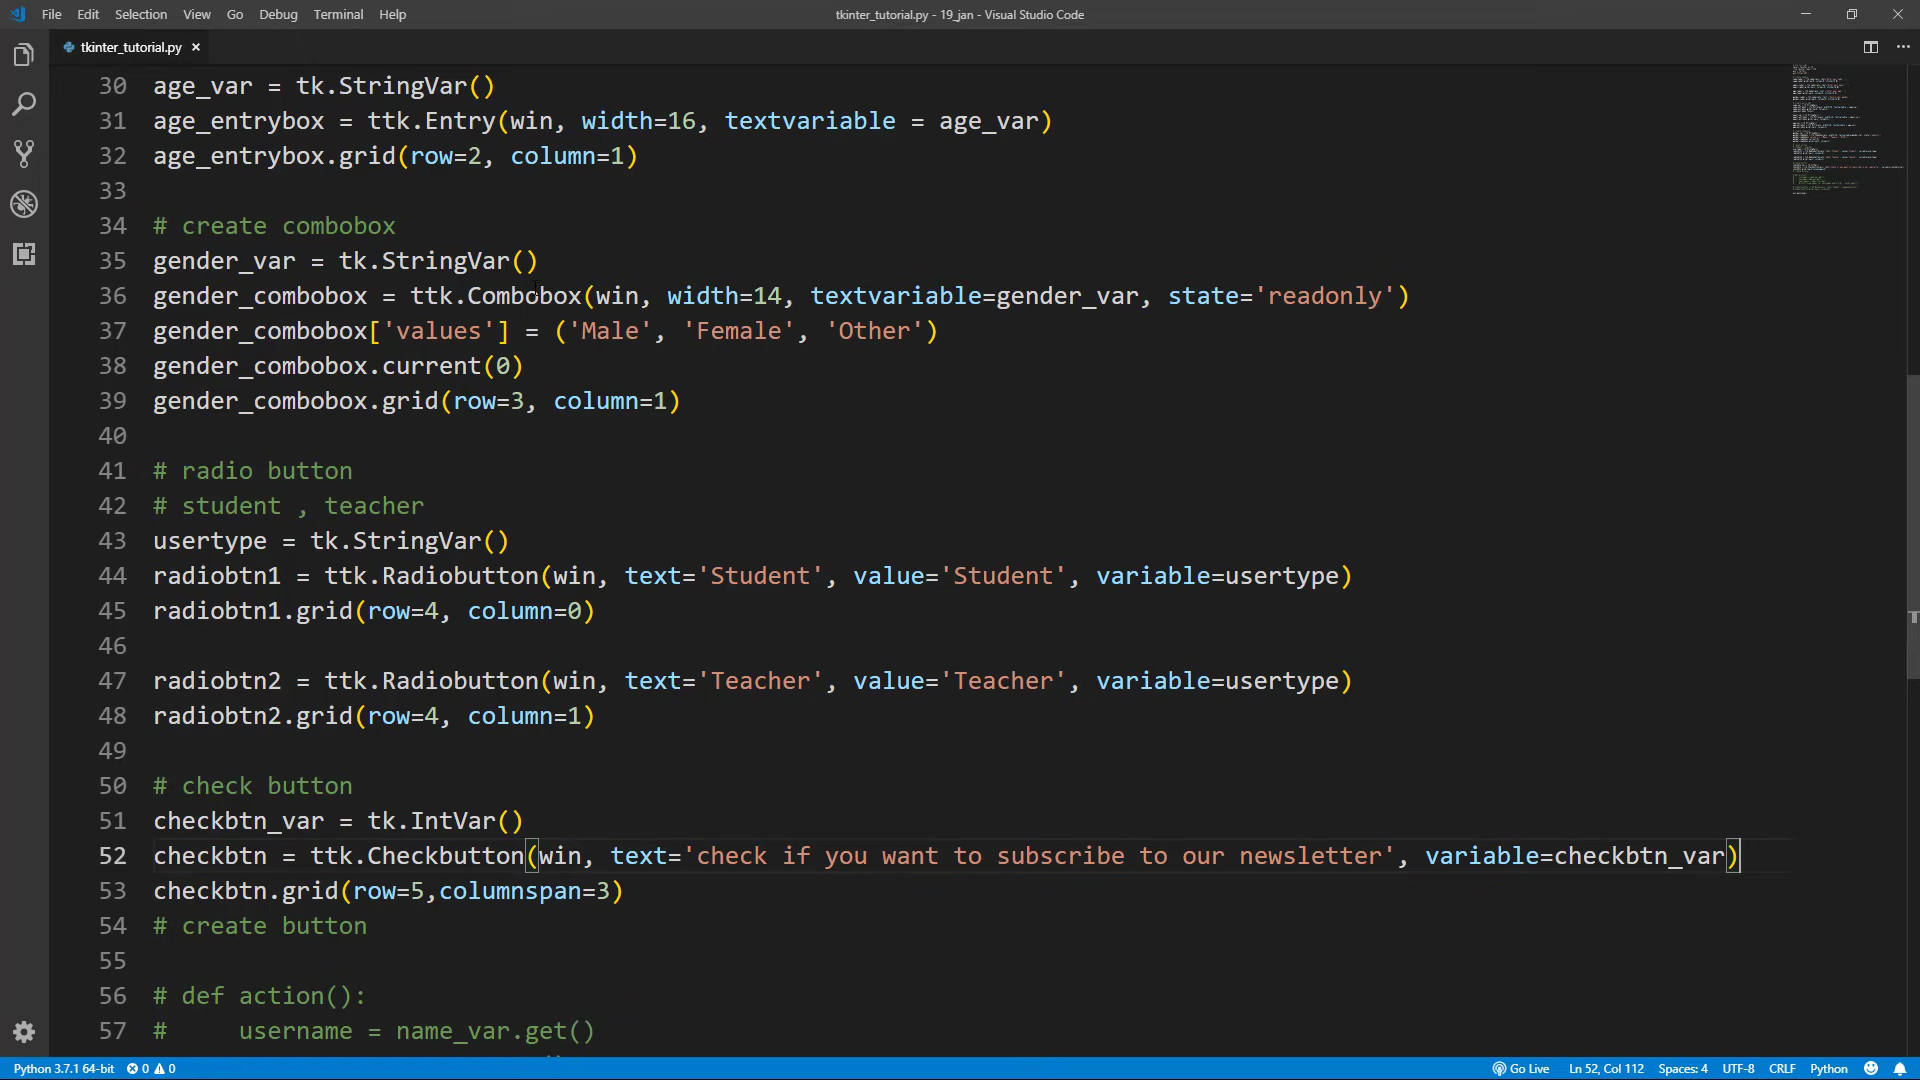 File Edit Selection View Go Debug Terminal Help
tkinter_tutorial.py - 19_jan - Visual Studio Code
tkinter_tutorial.py ×
30 age_var = tk.StringVar()
31 age_entrybox = ttk.Entry(win, width=16, textvariable = age_var)
32 age_entrybox.grid(row=2, column=1)
33
34 # create combobox
35 gender_var = tk.StringVar()
36 gender_combobox = ttk.Combobox(win, width=14, textvariable=gender_var, state='readonly')
37 gender_combobox['values'] = ('Male', 'Female', 'Other')
38 gender_combobox.current(0)
39 gender_combobox.grid(row=3, column=1)
40
41 # radio button
42 # student , teacher
43 usertype = tk.StringVar()
44 radiobtn1 = ttk.Radiobutton(win, text='Student', value='Student', variable=usertype)
45 radiobtn1.grid(row=4, column=0)
46
47 radiobtn2 = ttk.Radiobutton(win, text='Teacher', value='Teacher', variable=usertype)
48 radiobtn2.grid(row=4, column=1)
49
50 # check button
51 checkbtn_var = tk.IntVar()
52 checkbtn = ttk.Checkbutton(win, text='check if you want to subscribe to our newsletter', variable=checkbtn_var)
53 checkbtn.grid(row=5,columnspan=3)
54 # create button
55
56 # def action():
57 #     username = name_var.get()
Python 3.7.1 64-bit 0 0 Go Live Ln 52, Col 112 Spaces: 4 UTF-8 CRLF Python